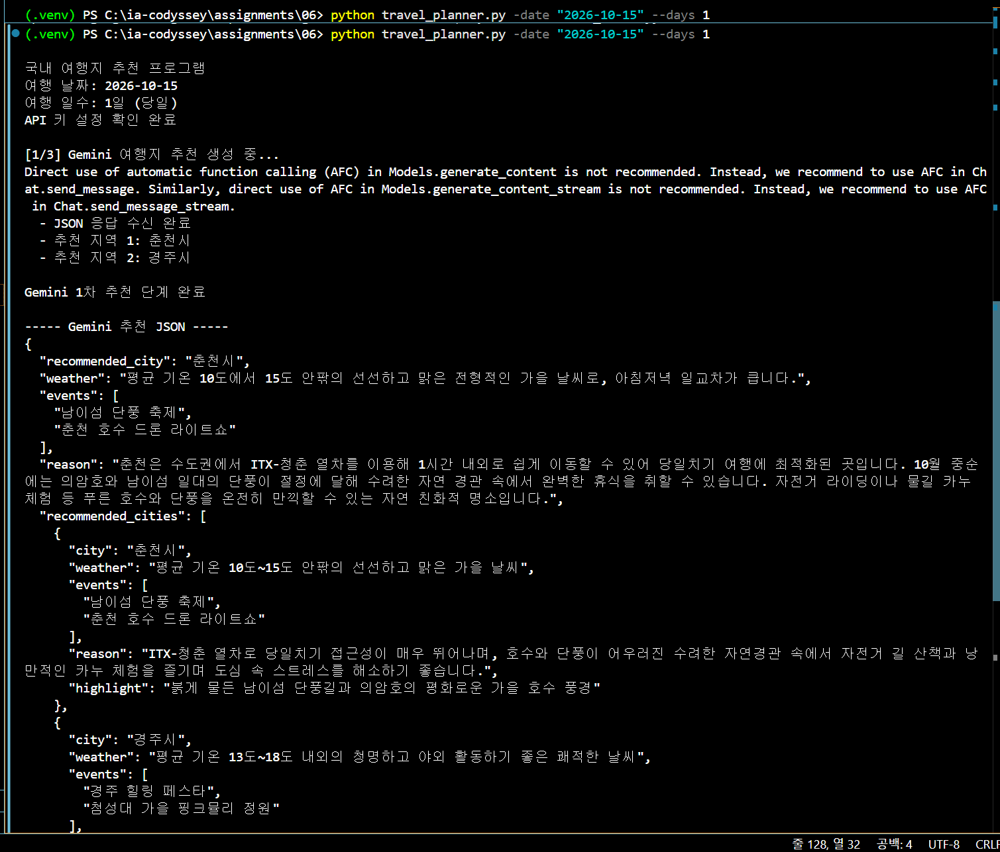 (.venv) PS C:\ia-codyssey\assignments\06> python travel_planner.py -date "2026-10-15" --days 1
(.venv) PS C:\ia-codyssey\assignments\06> python travel_planner.py -date "2026-10-15" --days 1
국내 여행지 추천 프로그램
여행 날짜: 2026-10-15
여행 일수: 1일 (당일)
API 키 설정 확인 완료
[1/3] Gemini 여행지 추천 생성 중...
Direct use of automatic function calling (AFC) in Models.generate_content is not recommended. Instead, we recommend to use AFC in Ch
at.send_message. Similarly, direct use of AFC in Models.generate_content_stream is not recommended. Instead, we recommend to use AFC
in Chat.send_message_stream.
- JSON 응답 수신 완료
- 추천 지역 1: 춘천시
- 추천 지역 2: 경주시
Gemini 1차 추천 단계 완료
----- Gemini 추천 JSON -----
{
"recommended_city": "춘천시",
"weather": "평균 기온 10도에서 15도 안팎의 선선하고 맑은 전형적인 가을 날씨로, 아침저녁 일교차가 큽니다.",
"events": [
"남이섬 단풍 축제",
"춘천 호수 드론 라이트쇼"
],
"reason": "춘천은 수도권에서 ITX-청춘 열차를 이용해 1시간 내외로 쉽게 이동할 수 있어 당일치기 여행에 최적화된 곳입니다. 10월 중순
에는 의암호와 남이섬 일대의 단풍이 절정에 달해 수려한 자연 경관 속에서 완벽한 휴식을 취할 수 있습니다. 자전거 라이딩이나 물길 카누
체험 등 푸른 호수와 단풍을 온전히 만끽할 수 있는 자연 친화적 명소입니다.",
"recommended_cities": [
{
"city": "춘천시",
"weather": "평균 기온 10도~15도 안팎의 선선하고 맑은 가을 날씨",
"events": [
"남이섬 단풍 축제",
"춘천 호수 드론 라이트쇼"
],
"reason": "ITX-청춘 열차로 당일치기 접근성이 매우 뛰어나며, 호수와 단풍이 어우러진 수려한 자연경관 속에서 자전거 길 산책과 낭
만적인 카누 체험을 즐기며 도심 속 스트레스를 해소하기 좋습니다.",
"highlight": "붉게 물든 남이섬 단풍길과 의암호의 평화로운 가을 호수 풍경"
},
{
"city": "경주시",
"weather": "평균 기온 13도~18도 내외의 청명하고 야외 활동하기 좋은 쾌적한 날씨",
"events": [
"경주 힐링 페스타",
"첨성대 가을 핑크뮬리 정원"
],
줄 128, 열 32 공백: 4 UTF-8 CRLF